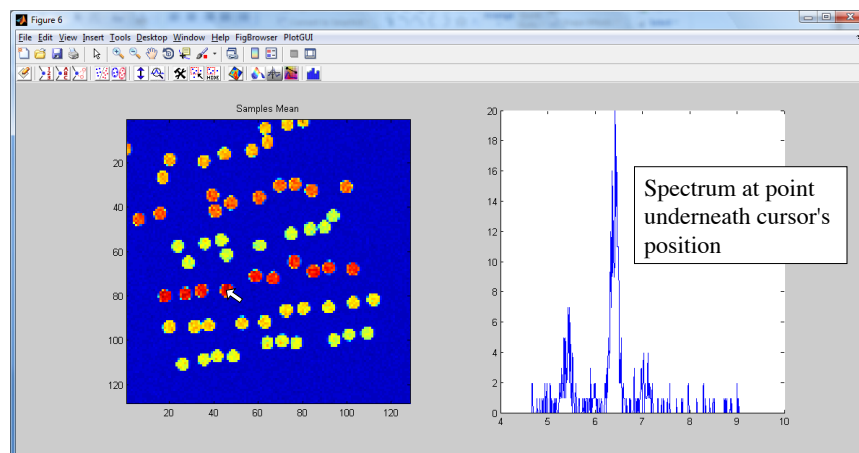 Figure 6
File Edit View Insert Tools Desktop Window Help FigBrowser PlotGUI
Samples Mean
20
40
60
80
100
120
20 40 60 80 100 120
20
18
16
14
12
10
8
6
4
2
0
4 5 6 7 8 9 10
Spectrum at point
underneath cursor's
position